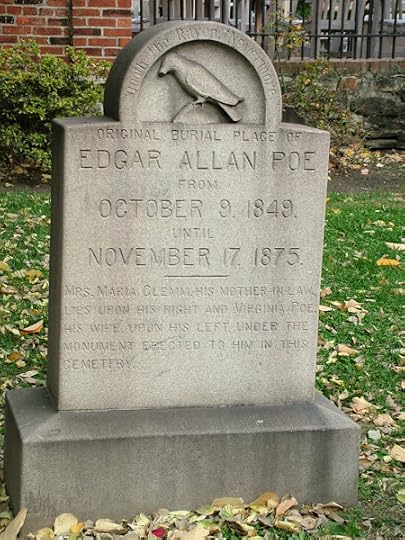 Quoth the Raven, Nevermore
ORIGINAL BURIAL PLACE OF
EDGAR ALLAN POE
FROM
OCTOBER 9, 1849,
UNTIL
NOVEMBER 17, 1875.
MRS. MARIA CLEMM, HIS MOTHER-IN-LAW,
LIES UPON HIS RIGHT AND VIRGINIA POE,
HIS WIFE, UPON HIS LEFT, UNDER THE
MONUMENT ERECTED TO HIM IN THIS
CEMETERY.